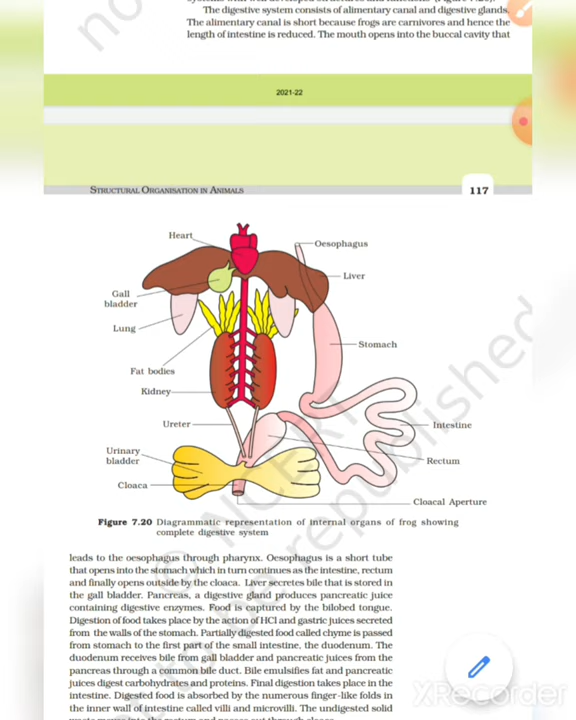 The digestive system consists of alimentary canal and digestive glands.
The alimentary canal is short because frogs are carnivores and hence the
length of intestine is reduced. The mouth opens into the buccal cavity that
2021-22
STRUCTURAL ORGANISATION IN ANIMALS
117
Heart
Oesophagus
Liver
Gall
bladder
Lung
Stomach
Fat bodies
Kidney
Ureter
Intestine
Urinary
bladder
Rectum
Cloaca
Cloacal Aperture
Figure 7.20 Diagrammatic representation of internal organs of frog showing
complete digestive system
leads to the oesophagus through pharynx. Oesophagus is a short tube
that opens into the stomach which in turn continues as the intestine, rectum
and finally opens outside by the cloaca. Liver secretes bile that is stored in
the gall bladder. Pancreas, a digestive gland produces pancreatic juice
containing digestive enzymes. Food is captured by the bilobed tongue.
Digestion of food takes place by the action of HCl and gastric juices secreted
from the walls of the stomach. Partially digested food called chyme is passed
from stomach to the first part of the small intestine, the duodenum. The
duodenum receives bile from gall bladder and pancreatic juices from the
pancreas through a common bile duct. Bile emulsifies fat and pancreatic
juices digest carbohydrates and proteins. Final digestion takes place in the
intestine. Digested food is absorbed by the numerous finger-like folds in
the inner wall of intestine called villi and microvilli. The undigested solid
© NCERT
not to be republished
XRecorder